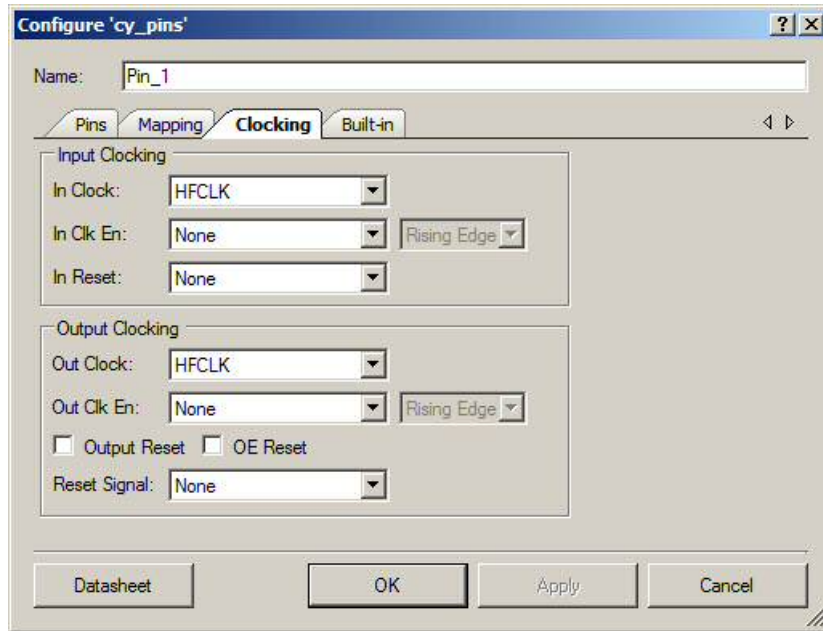 Configure 'cy_pins'
Name: Pin_1
Pins Mapping Clocking Built-in
Input Clocking
In Clock: HFCLK
In Clk En: None Rising Edge
In Reset: None
Output Clocking
Out Clock: HFCLK
Out Clk En: None Rising Edge
Output Reset OE Reset
Reset Signal: None
Datasheet OK Apply Cancel